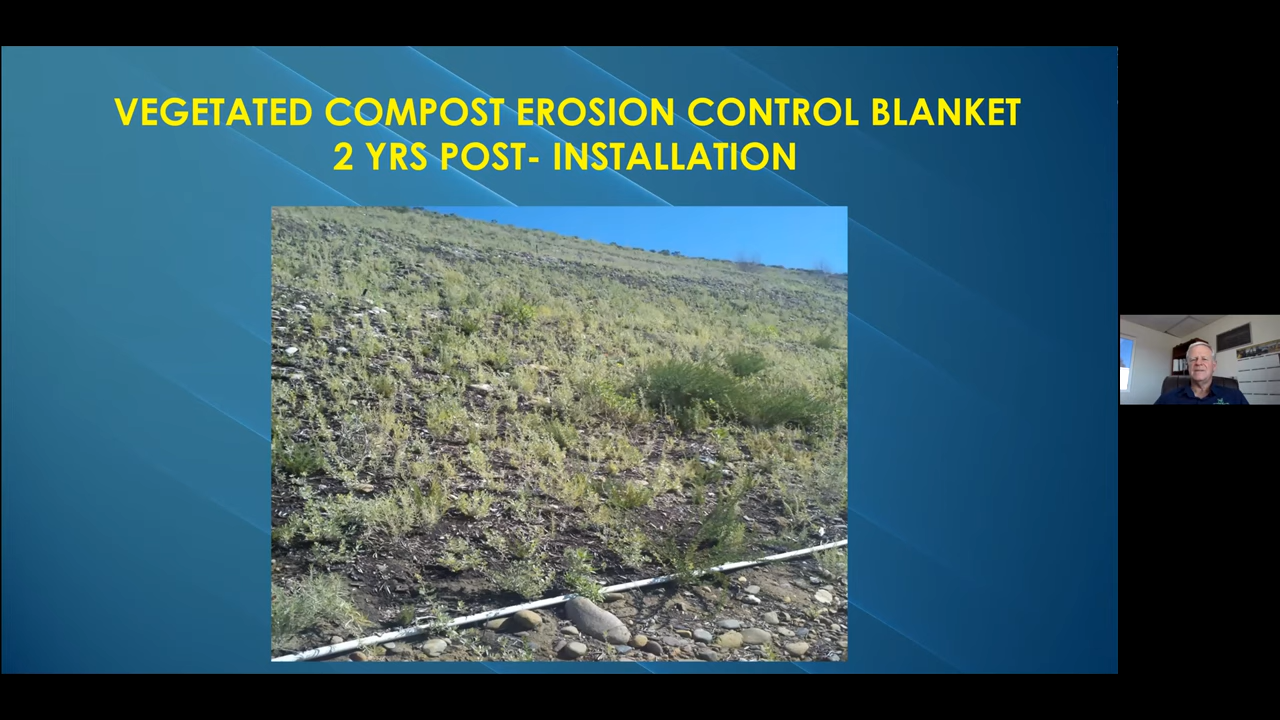 VEGETATED COMPOST EROSION CONTROL BLANKET
2 YRS POST- INSTALLATION